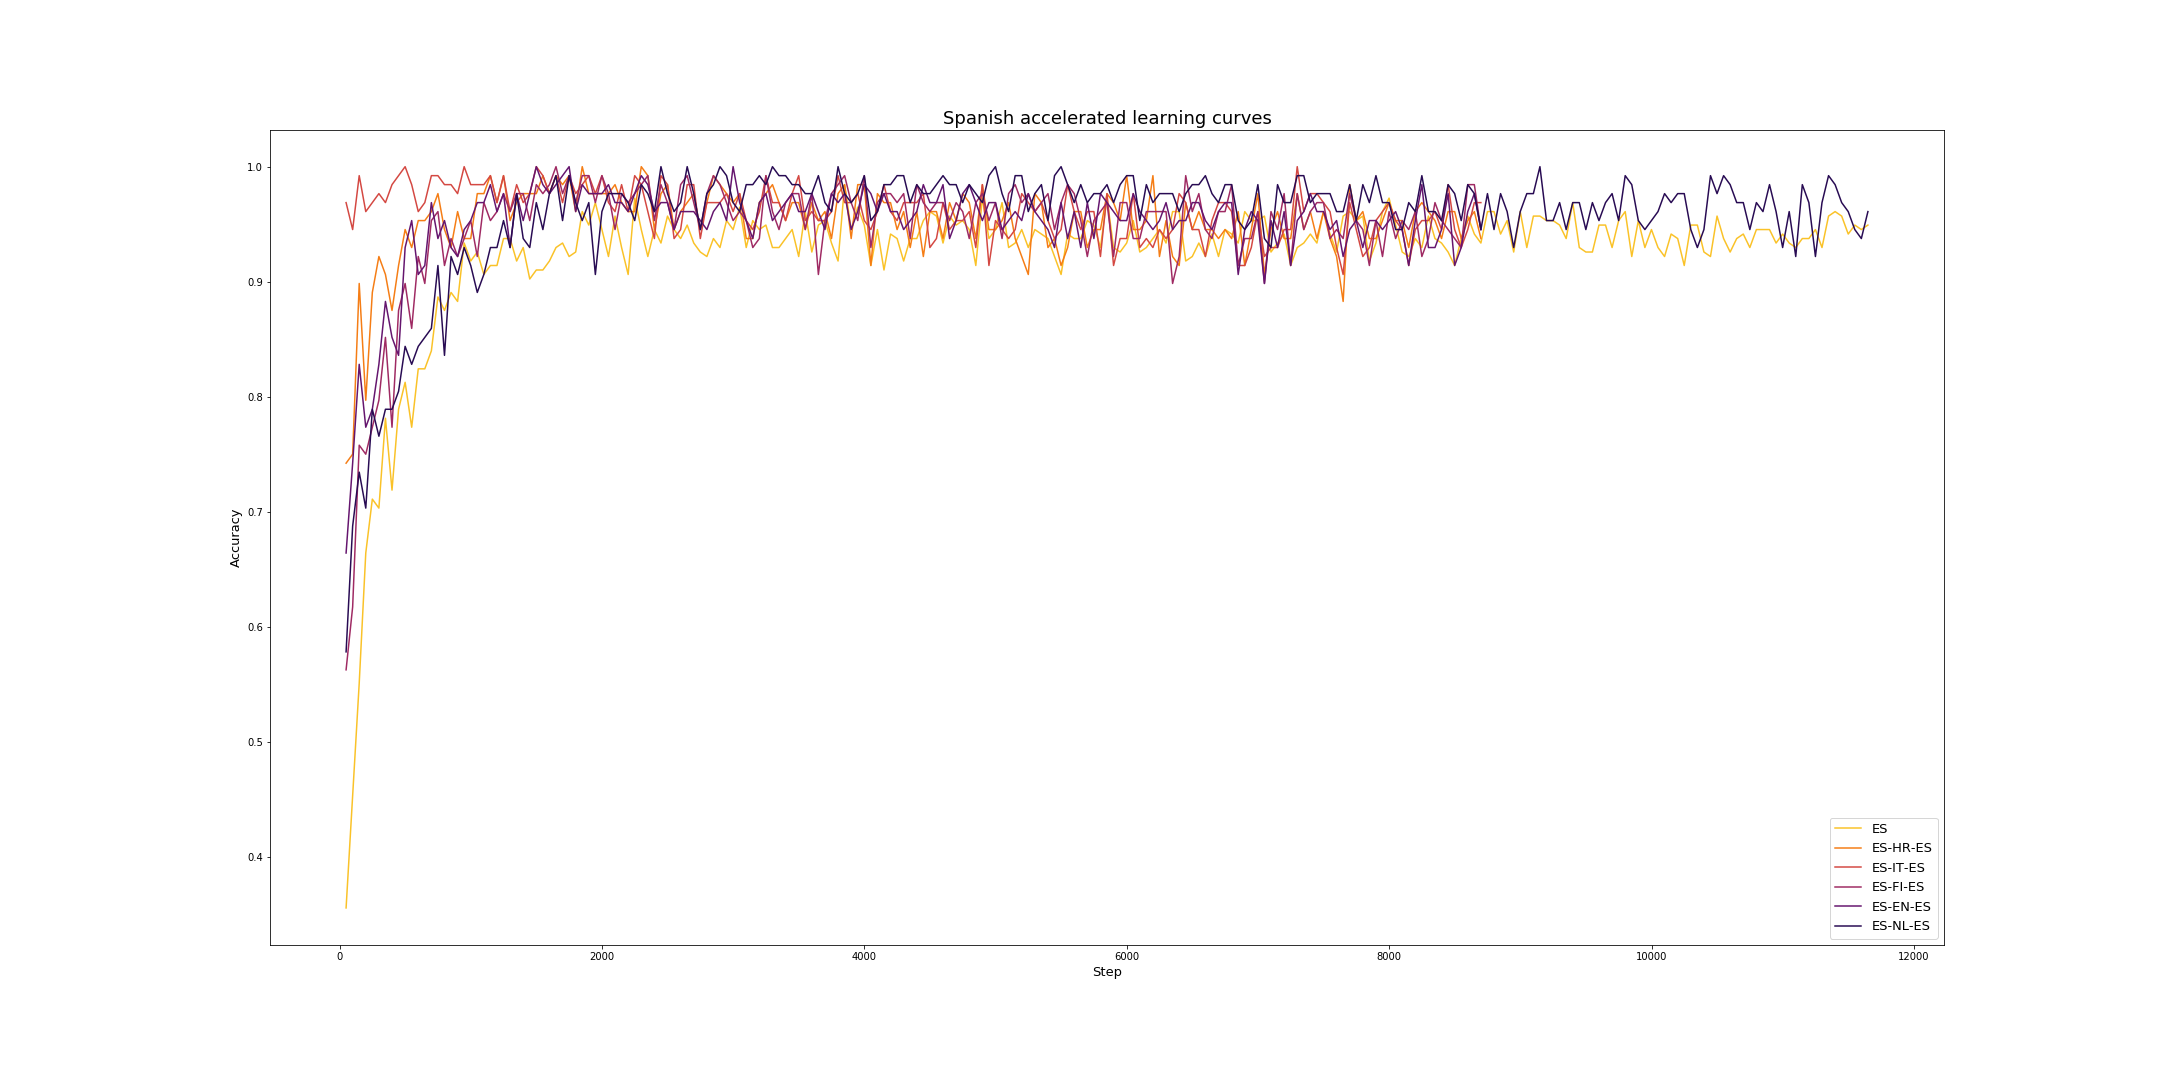 Spanish accelerated learning curves
1.0
0.9
0.8
0.7
0.6
0.5
0.4
Accuracy
0
2000
4000
6000
8000
10000
12000
Step
ES
ES-HR-ES
ES-IT-ES
ES-FI-ES
ES-EN-ES
ES-NL-ES